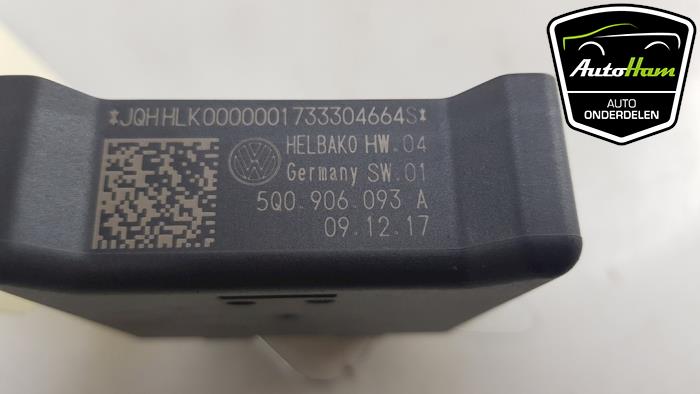 *JQHHLK0000001733304664S*
HELBAKO HW.04
Germany SW.01
5Q0.906.093 A
09.12.17
AutoHam
AUTO
ONDERDELEN